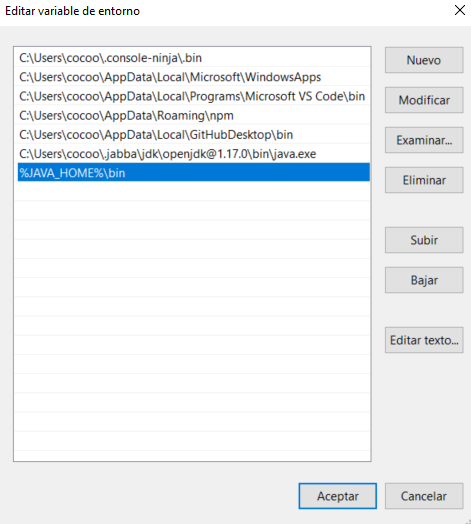 Editar variable de entorno
C:\Users\cocoo\.console-ninja\.bin
C:\Users\cocoo\AppData\Local\Microsoft\WindowsApps
C:\Users\cocoo\AppData\Local\Programs\Microsoft VS Code\bin
C:\Users\cocoo\AppData\Roaming\npm
C:\Users\cocoo\AppData\Local\GitHubDesktop\bin
C:\Users\cocoo\.jabba\jdk\openjdk@1.17.0\bin\java.exe
%JAVA_HOME%\bin
Nuevo
Modificar
Examinar...
Eliminar
Subir
Bajar
Editar texto...
Aceptar
Cancelar